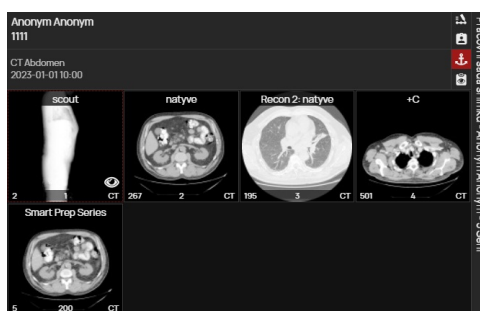 Anonym Anonym
1111
CT Abdomen
2023-01-01 10:00
scout
2 1 CT
natyve
267 2 CT
Recon 2: natyve
195 3 CT
+C
501 4 CT
Smart Prep Series
5 200 CT